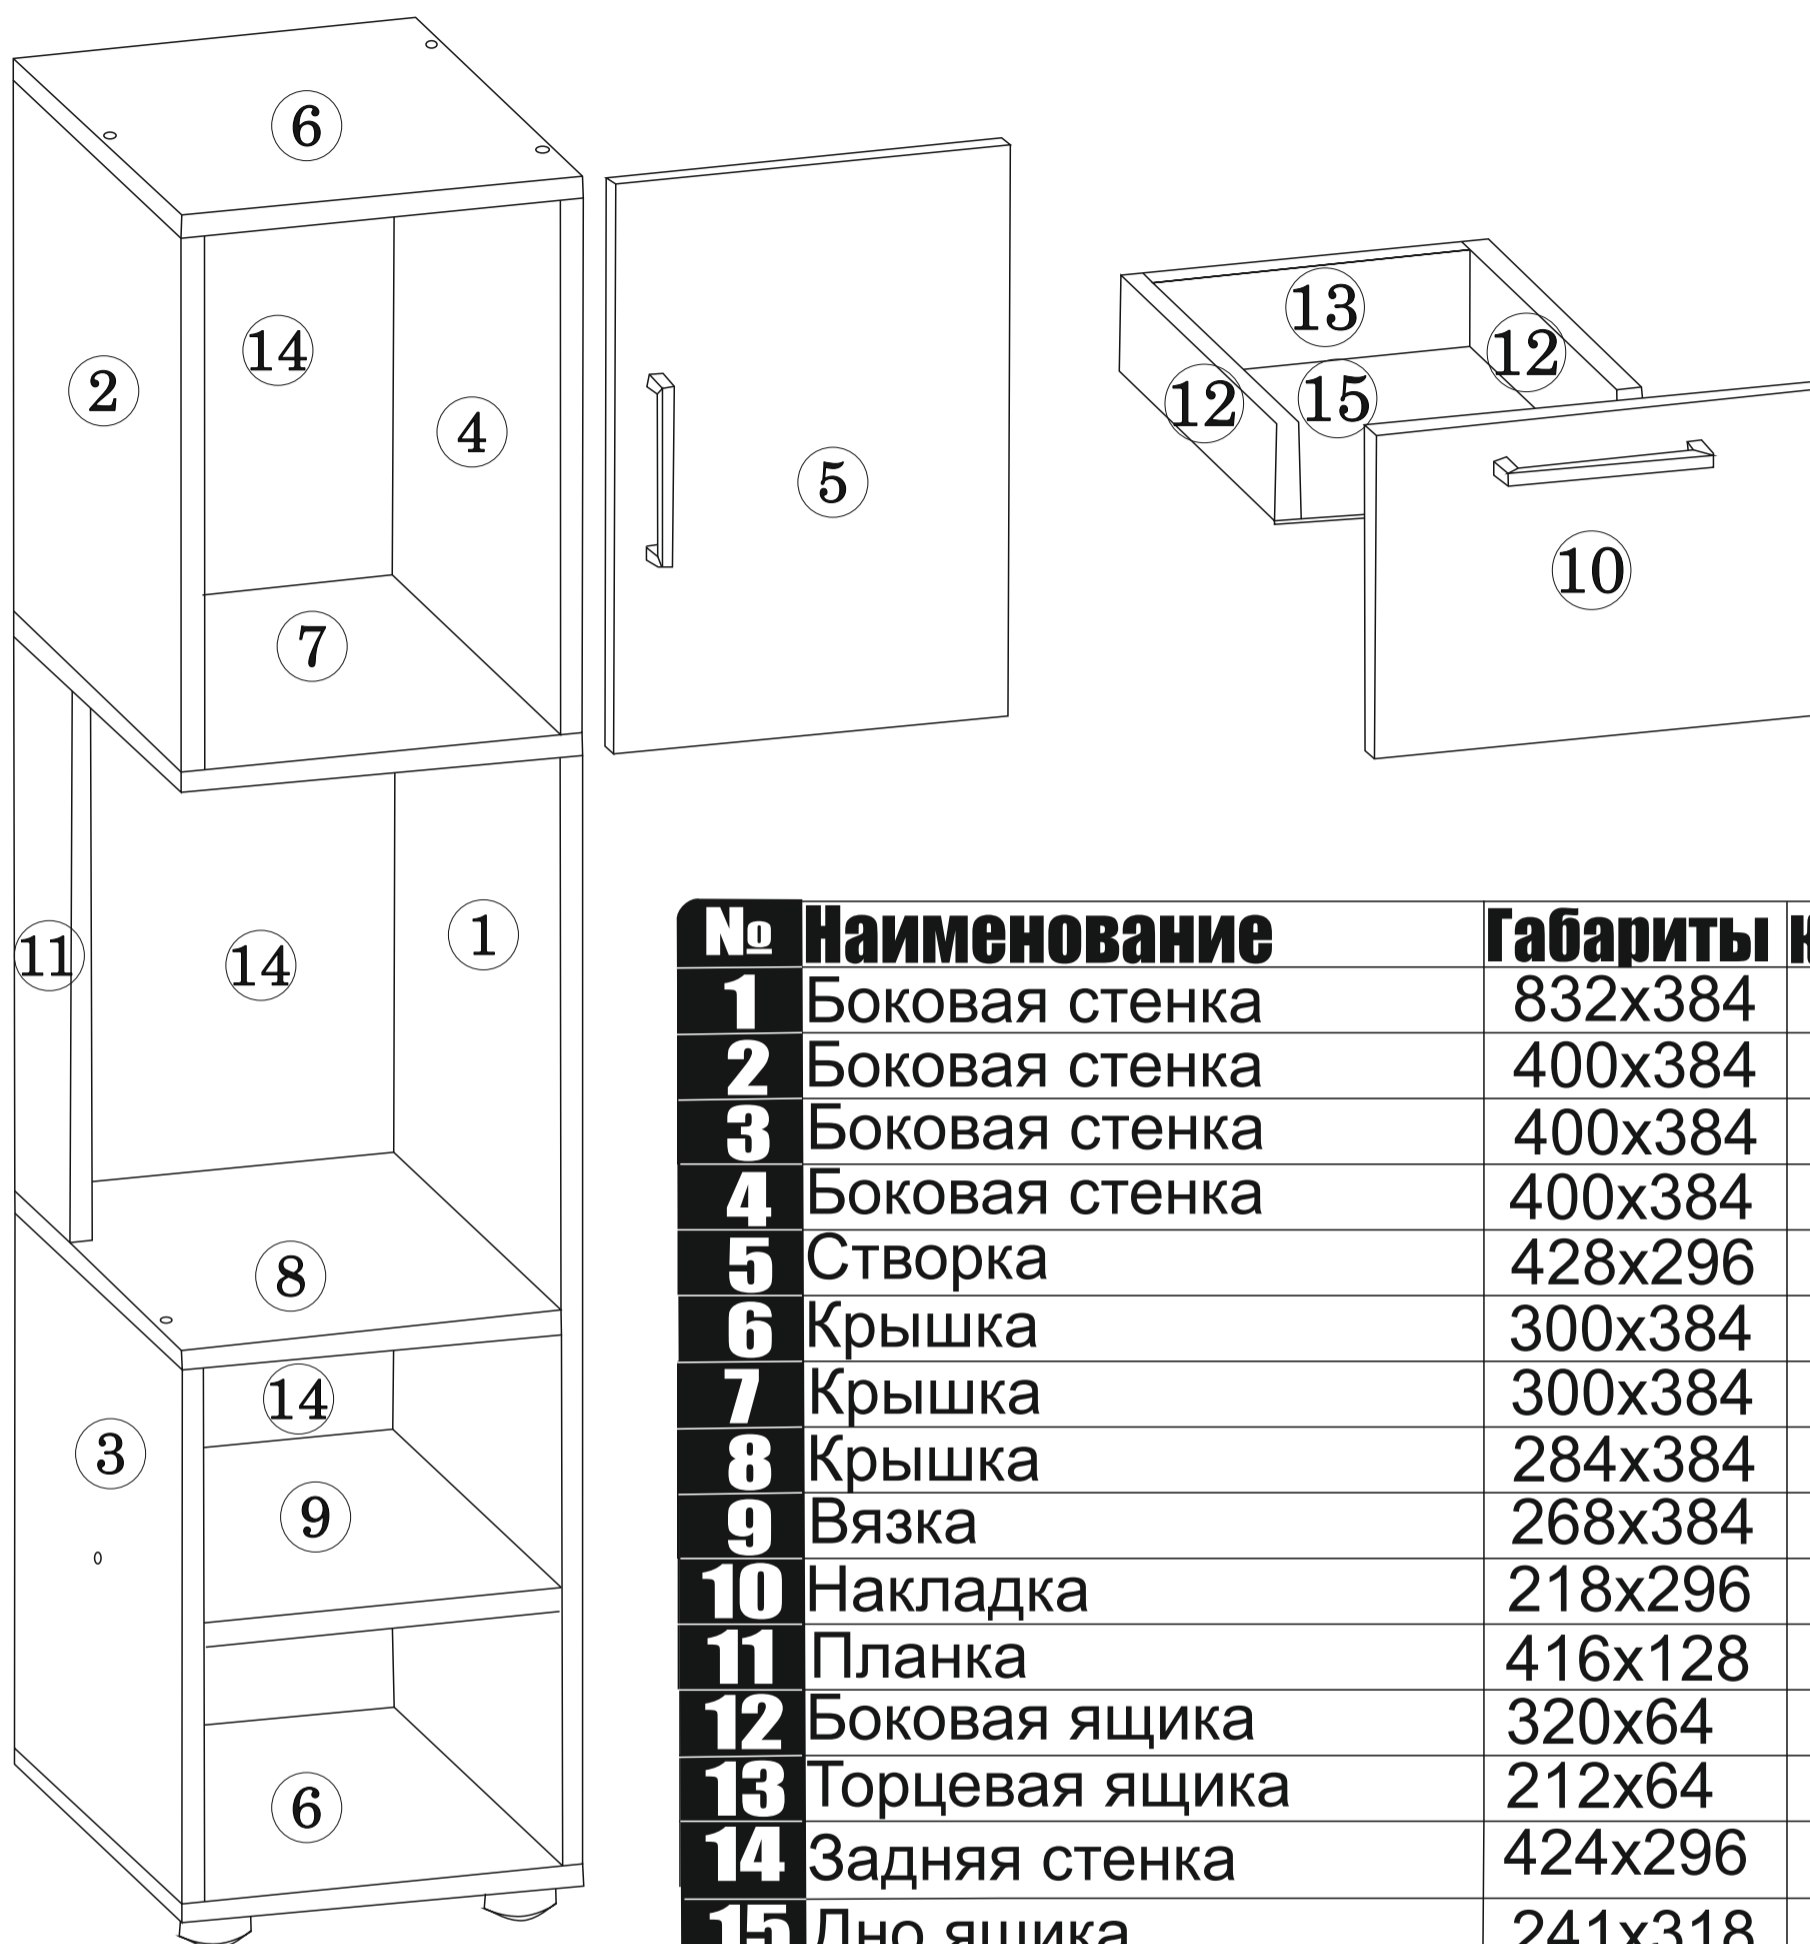 6
2
14
4
7
5
13
12
12
15
10
11
14
1
8
14
3
9
6
№ Наименование Габариты
1 Боковая стенка 832x384
2 Боковая стенка 400x384
3 Боковая стенка 400x384
4 Боковая стенка 400x384
5 Створка 428x296
6 Крышка 300x384
7 Крышка 300x384
8 Крышка 284x384
9 Вязка 268x384
10 Накладка 218x296
11 Планка 416x128
12 Боковая ящика 320x64
13 Торцевая ящика 212x64
14 Задняя стенка 424x296
15 Дно ящика 241x318